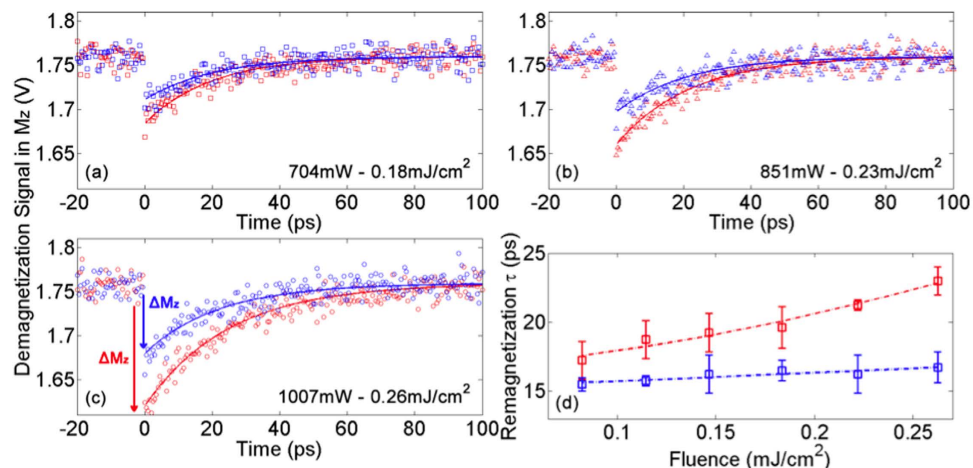 Demagnetization Signal in Mz (V)
1.8
1.75
1.7
1.65
(a)
704mW - 0.18mJ/cm²
-20 0 20 40 60 80 100
Time (ps)
1.8
1.75
1.7
1.65
(b)
851mW - 0.23mJ/cm²
-20 0 20 40 60 80 100
Time (ps)
1.8
1.75
1.7
1.65
ΔMz
ΔMz
(c)
1007mW - 0.26mJ/cm²
-20 0 20 40 60 80 100
Time (ps)
Remagnetization τ (ps)
25
20
15
(d)
0.1 0.15 0.2 0.25
Fluence (mJ/cm²)